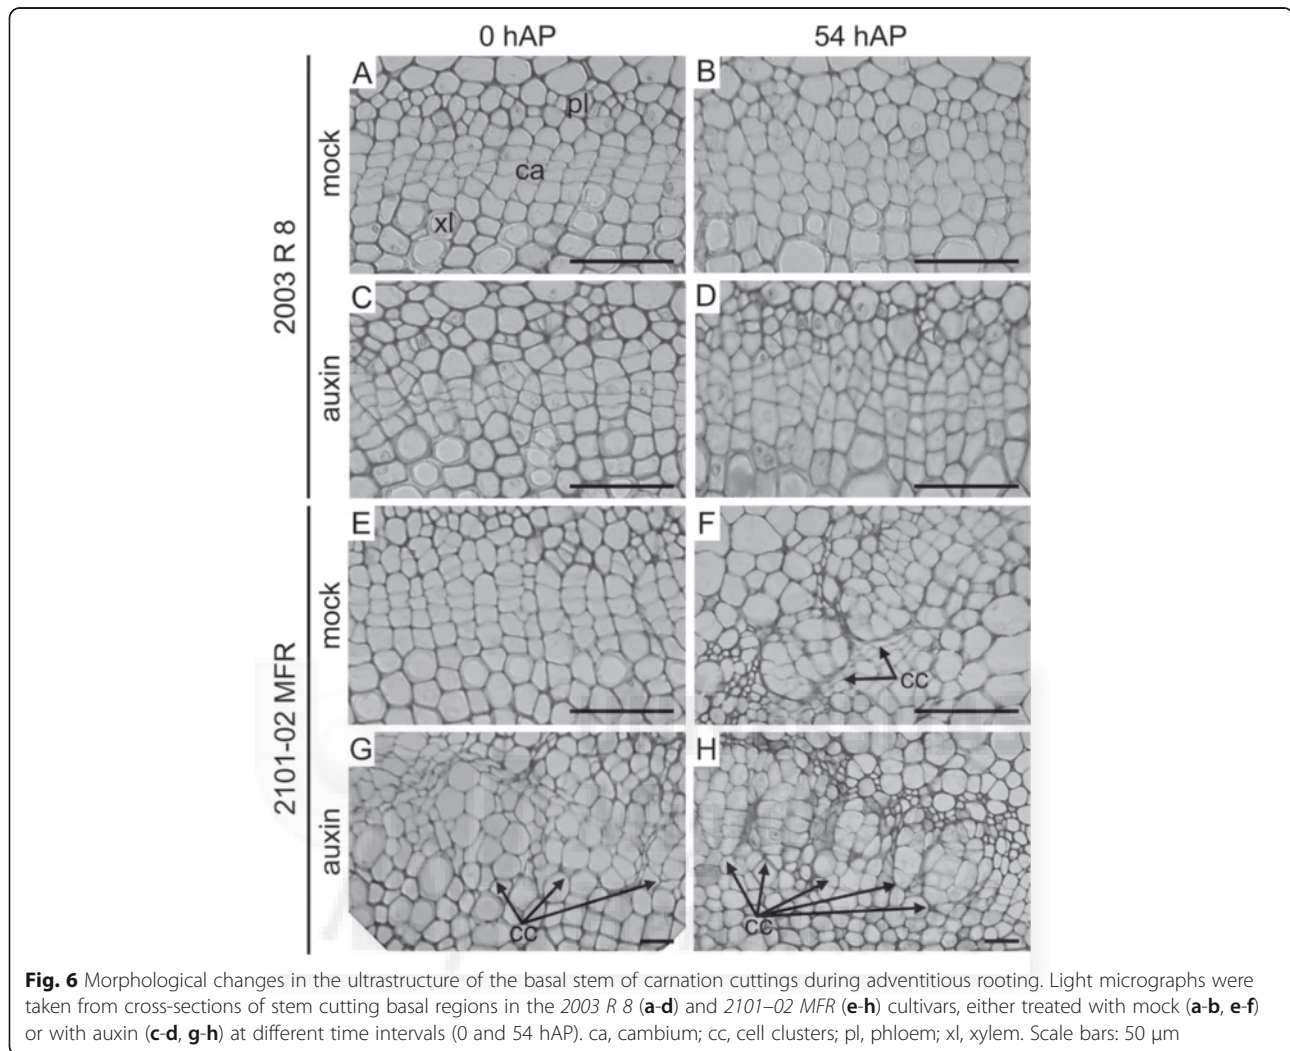 0 hAP 54 hAP
2003 R 8
mock
A
pl
ca
xl
B
auxin
C
D
2101-02 MFR
mock
E
F
cc
auxin
G
cc
H
cc
Fig. 6 Morphological changes in the ultrastructure of the basal stem of carnation cuttings during adventitious rooting. Light micrographs were
taken from cross-sections of stem cutting basal regions in the 2003 R 8 (a-d) and 2101–02 MFR (e-h) cultivars, either treated with mock (a-b, e-f)
or with auxin (c-d, g-h) at different time intervals (0 and 54 hAP). ca, cambium; cc, cell clusters; pl, phloem; xl, xylem. Scale bars: 50 μm